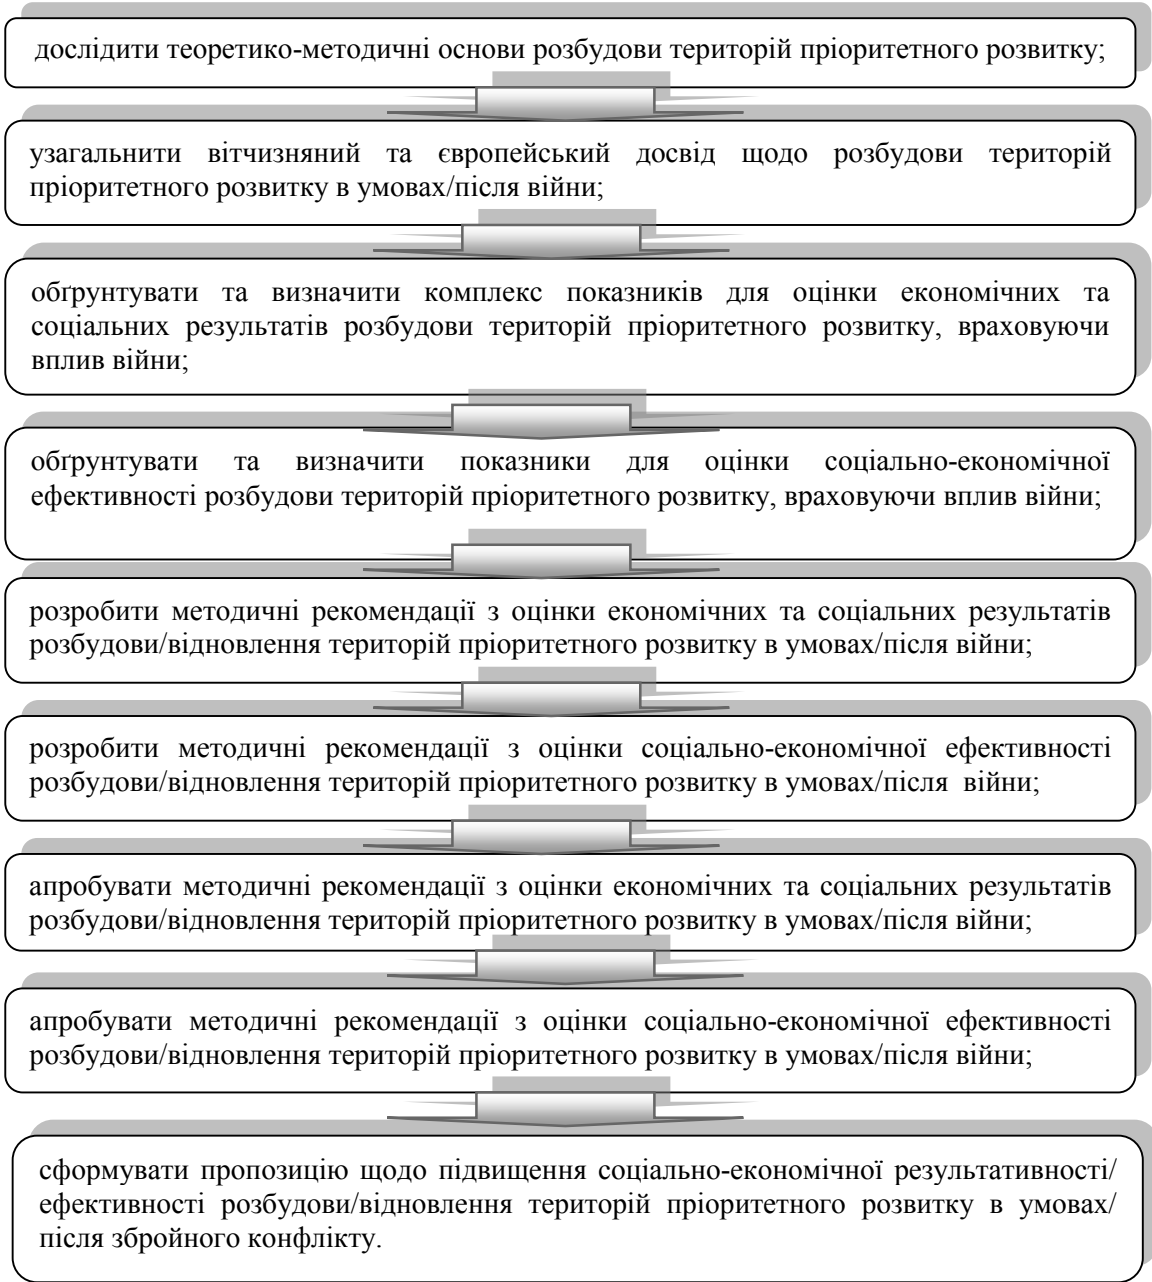 дослідити теоретико-методичні основи розбудови територій пріоритетного розвитку;
узагальнити вітчизняний та європейський досвід щодо розбудови територій
пріоритетного розвитку в умовах/після війни;
обґрунтувати та визначити комплекс показників для оцінки економічних та
соціальних результатів розбудови територій пріоритетного розвитку, враховуючи
вплив війни;
обґрунтувати та визначити показники для оцінки соціально-економічної
ефективності розбудови територій пріоритетного розвитку, враховуючи вплив війни;
розробити методичні рекомендації з оцінки економічних та соціальних результатів
розбудови/відновлення територій пріоритетного розвитку в умовах/після війни;
розробити методичні рекомендації з оцінки соціально-економічної ефективності
розбудови/відновлення територій пріоритетного розвитку в умовах/після війни;
апробувати методичні рекомендації з оцінки економічних та соціальних результатів
розбудови/відновлення територій пріоритетного розвитку в умовах/після війни;
апробувати методичні рекомендації з оцінки соціально-економічної ефективності
розбудови/відновлення територій пріоритетного розвитку в умовах/після війни;
сформувати пропозицію щодо підвищення соціально-економічної результативності/
ефективності розбудови/відновлення територій пріоритетного розвитку в умовах/
після збройного конфлікту.